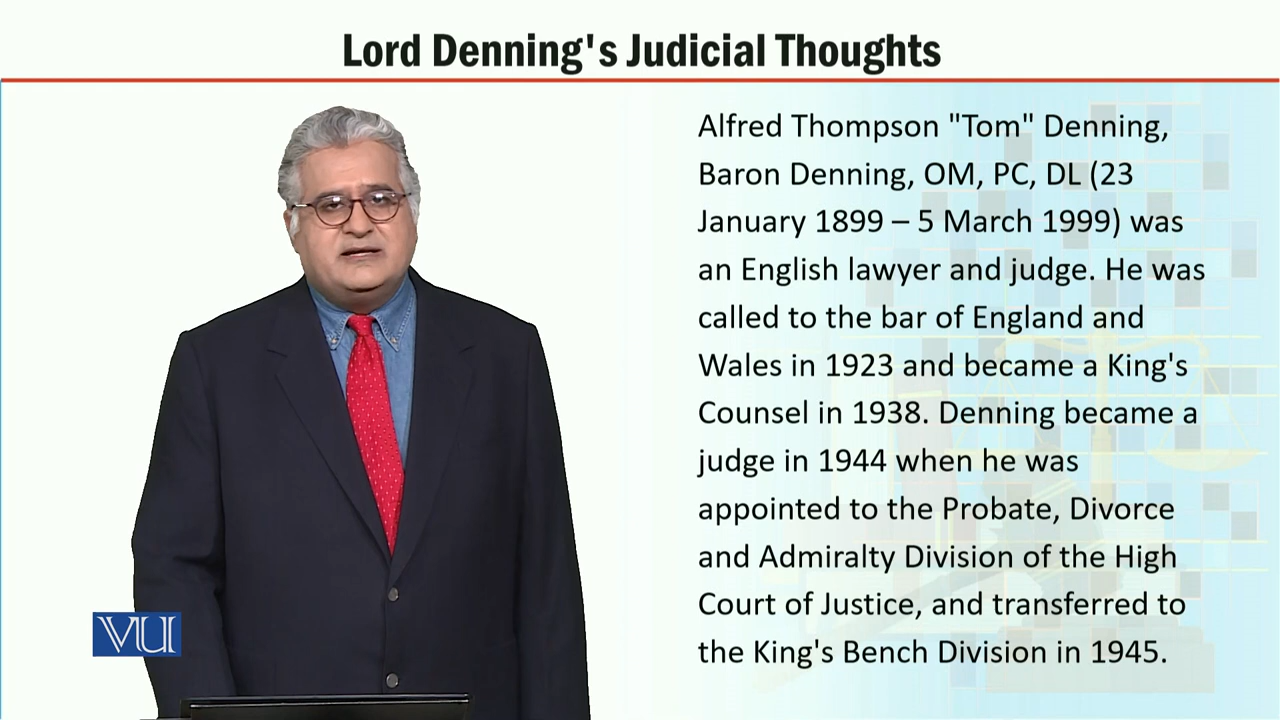 Lord Denning's Judicial Thoughts
Alfred Thompson "Tom" Denning,
Baron Denning, OM, PC, DL (23
January 1899 – 5 March 1999) was
an English lawyer and judge. He was
called to the bar of England and
Wales in 1923 and became a King's
Counsel in 1938. Denning became a
judge in 1944 when he was
appointed to the Probate, Divorce
and Admiralty Division of the High
Court of Justice, and transferred to
the King's Bench Division in 1945.
VU